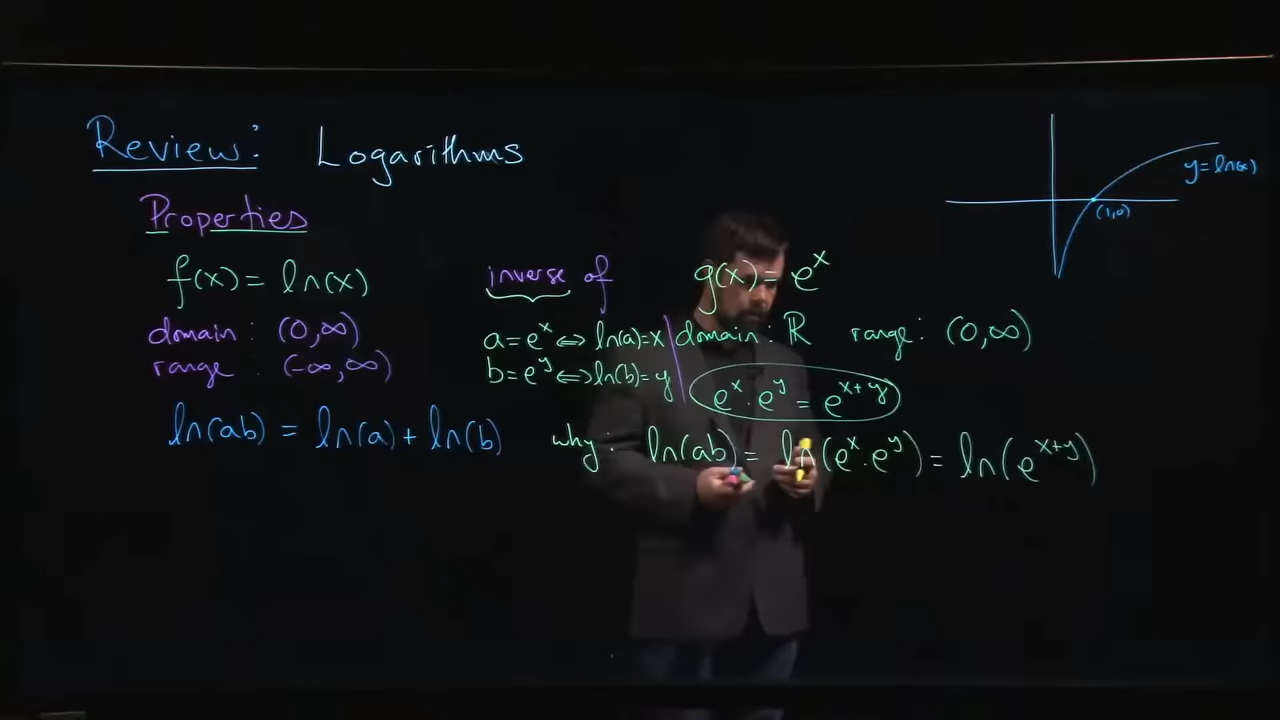 Review: Logarithms
Properties
y=ln(x)
(1,0)
f(x) = ln(x) inverse of g(x) = e^x
domain: (0,∞) a=e^x ⇔ ln(a)=x domain: ℝ range: (0,∞)
range: (-∞,∞) b=e^y ⇔ ln(b)=y e^x · e^y = e^{x+y}
ln(ab) = ln(a) + ln(b) why: ln(ab) = ln(e^x·e^y) = ln(e^{x+y})